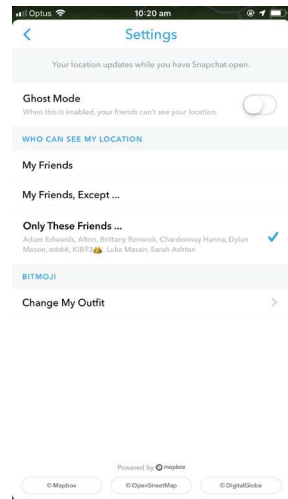 Optus 10:20 am
Settings
Your location updates while you have Snapchat open.
Ghost Mode
When this is enabled, your friends can't see your location.
WHO CAN SEE MY LOCATION
My Friends
My Friends, Except ...
Only These Friends ...
Adam Edwards, Alton, Brittany Renwick, Chardonnay Hanna, Dylan
Mason, eddié, KIB93👑, Luke Mason, Sarah Ashton
BITMOJI
Change My Outfit
Powered by mapbox
© Mapbox © OpenStreetMap © DigitalGlobe